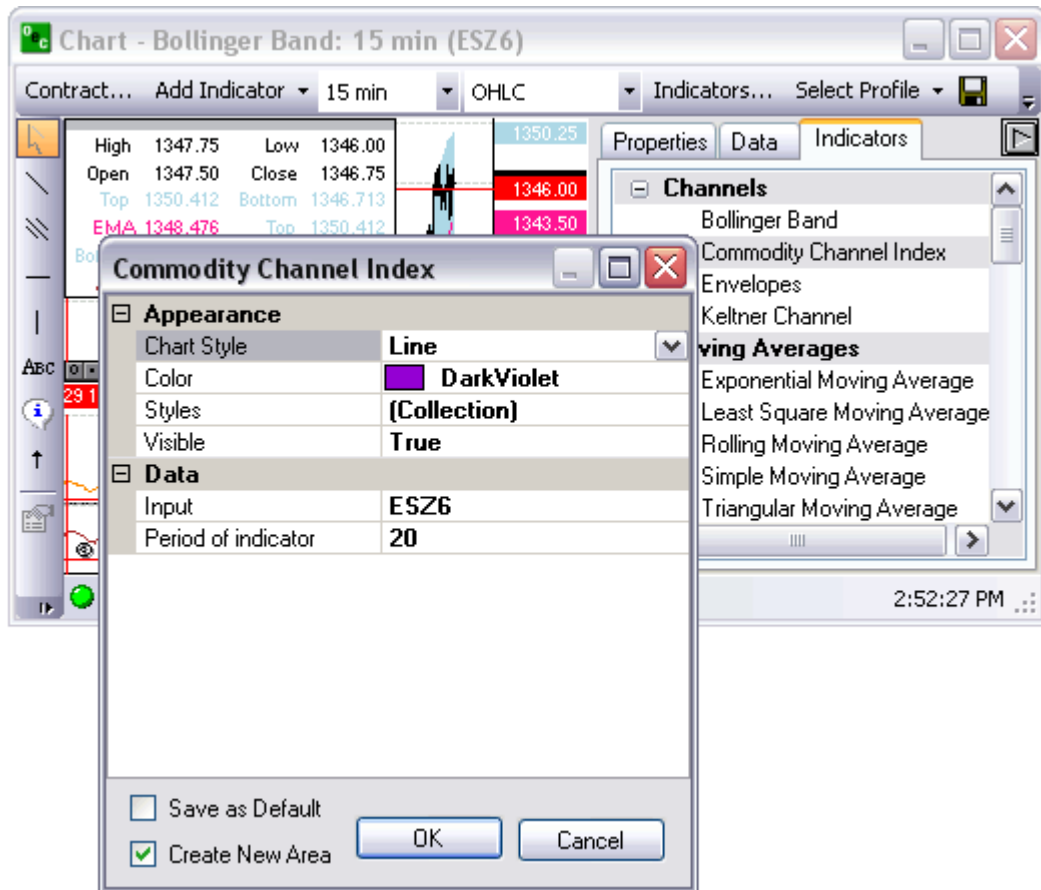 Oec Chart - Bollinger Band: 15 min (ESZ6)
Contract... Add Indicator 15 min OHLC Indicators... Select Profile
High 1347.75 Low 1346.00
Open 1347.50 Close 1346.75
Top 1350.412 Bottom 1346.713
EMA 1348.476 Top 1350.412
1350.25
1346.00
1343.50
ABC
29 1
Properties Data Indicators
Channels
Bollinger Band
Commodity Channel Index
Envelopes
Keltner Channel
ving Averages
Exponential Moving Average
Least Square Moving Average
Rolling Moving Average
Simple Moving Average
Triangular Moving Average
2:52:27 PM
Commodity Channel Index
Appearance
Chart Style Line
Color DarkViolet
Styles (Collection)
Visible True
Data
Input ESZ6
Period of indicator 20
Save as Default
Create New Area
OK Cancel